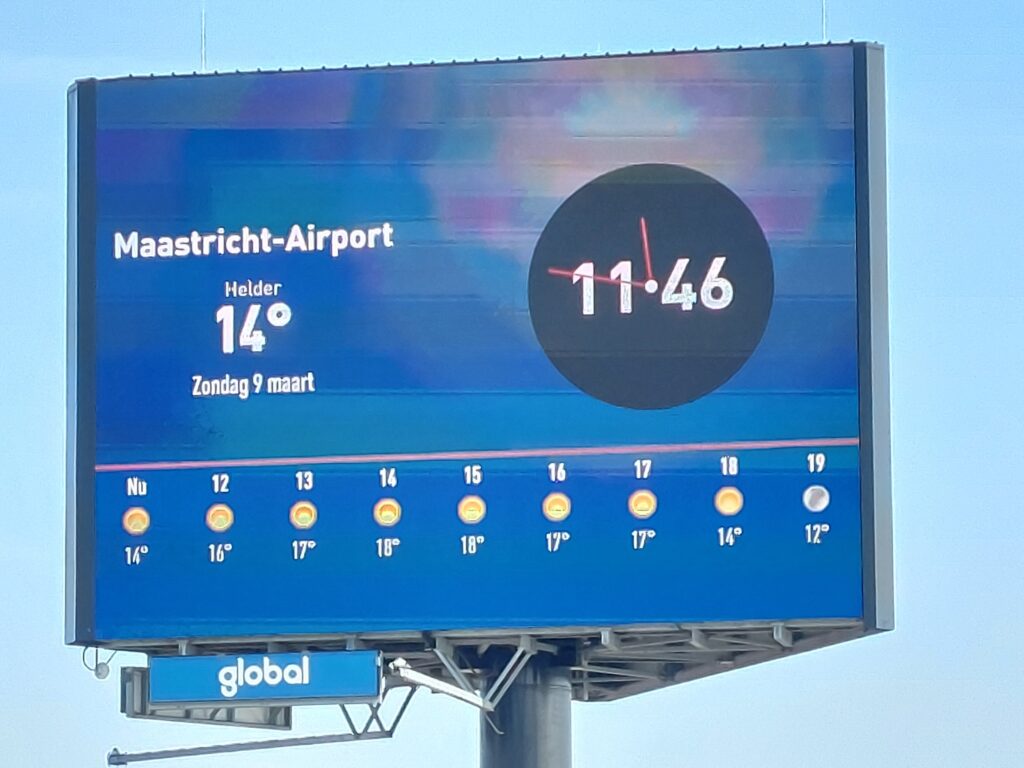 Maastricht-Airport
Helder
14°
Zondag 9 maart
11:46
Nu 12 13 14 15 16 17 18 19
14° 16° 17° 18° 18° 17° 17° 14° 12°
global